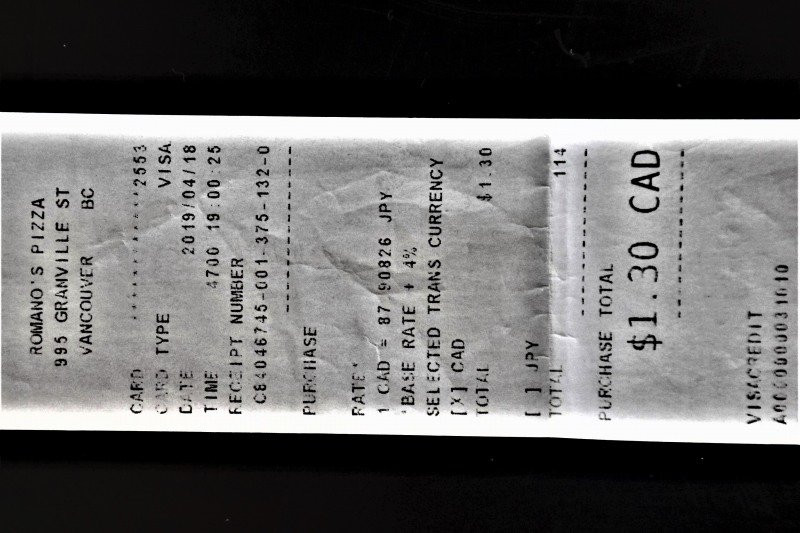 ROMANO'S PIZZA
995 GRANVILLE ST
VANCOUVER BC
CARD ************2553
CARD TYPE VISA
DATE 2019/04/18
TIME 4700 19:00:25
RECEIPT NUMBER
C84046745-001-375-132-0
PURCHASE
RATE*
1 CAD = 87.90826 JPY
*BASE RATE + 4%
SELECTED TRANS CURRENCY
[X] CAD
TOTAL $1.30
[ ] JPY
TOTAL 114
PURCHASE TOTAL
$1.30 CAD
VISACREDIT
A0000000031010